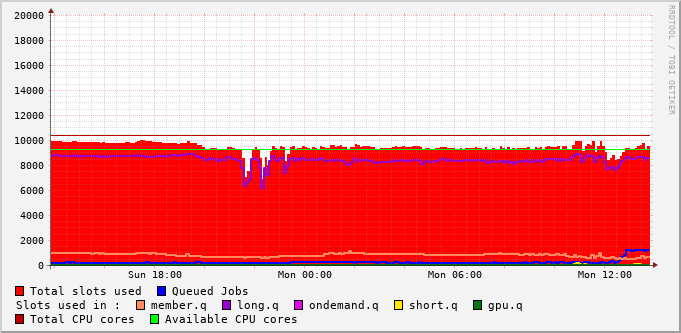 RRDTOOL / TOBI OETIKER
20000
18000
16000
14000
12000
10000
8000
6000
4000
2000
0
Sun 18:00 Mon 00:00 Mon 06:00 Mon 12:00
Total slots used Queued Jobs
Slots used in : member.q long.q ondemand.q short.q gpu.q
Total CPU cores Available CPU cores